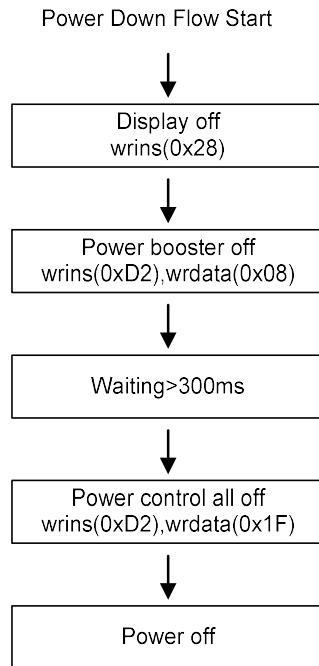 Power Down Flow Start
Display off
wrins(0x28)
Power booster off
wrins(0xD2),wrdata(0x08)
Waiting>300ms
Power control all off
wrins(0xD2),wrdata(0x1F)
Power off